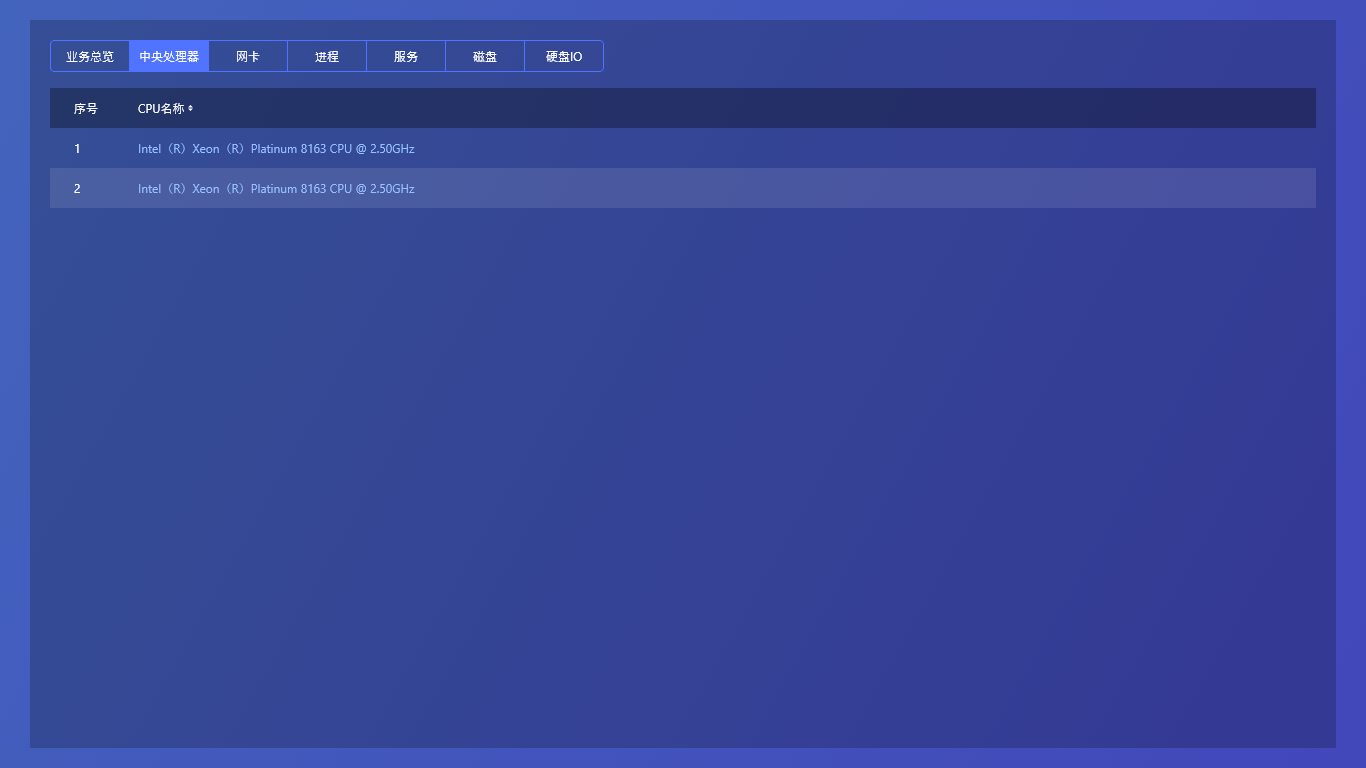 业务总览 中央处理器 网卡 进程 服务 磁盘 硬盘IO
序号 CPU名称
1 Intel（R）Xeon（R）Platinum 8163 CPU @ 2.50GHz
2 Intel（R）Xeon（R）Platinum 8163 CPU @ 2.50GHz